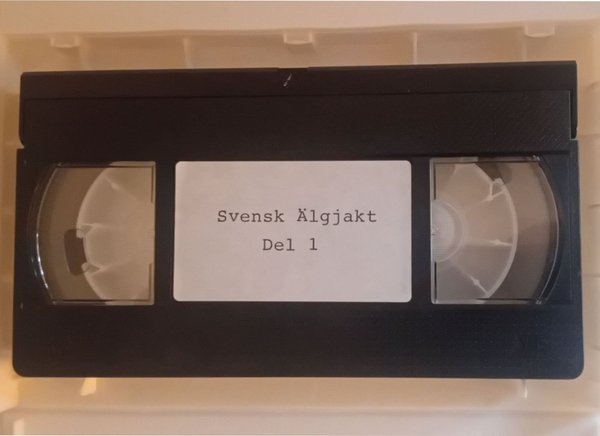 Svensk Älgjakt
Del 1